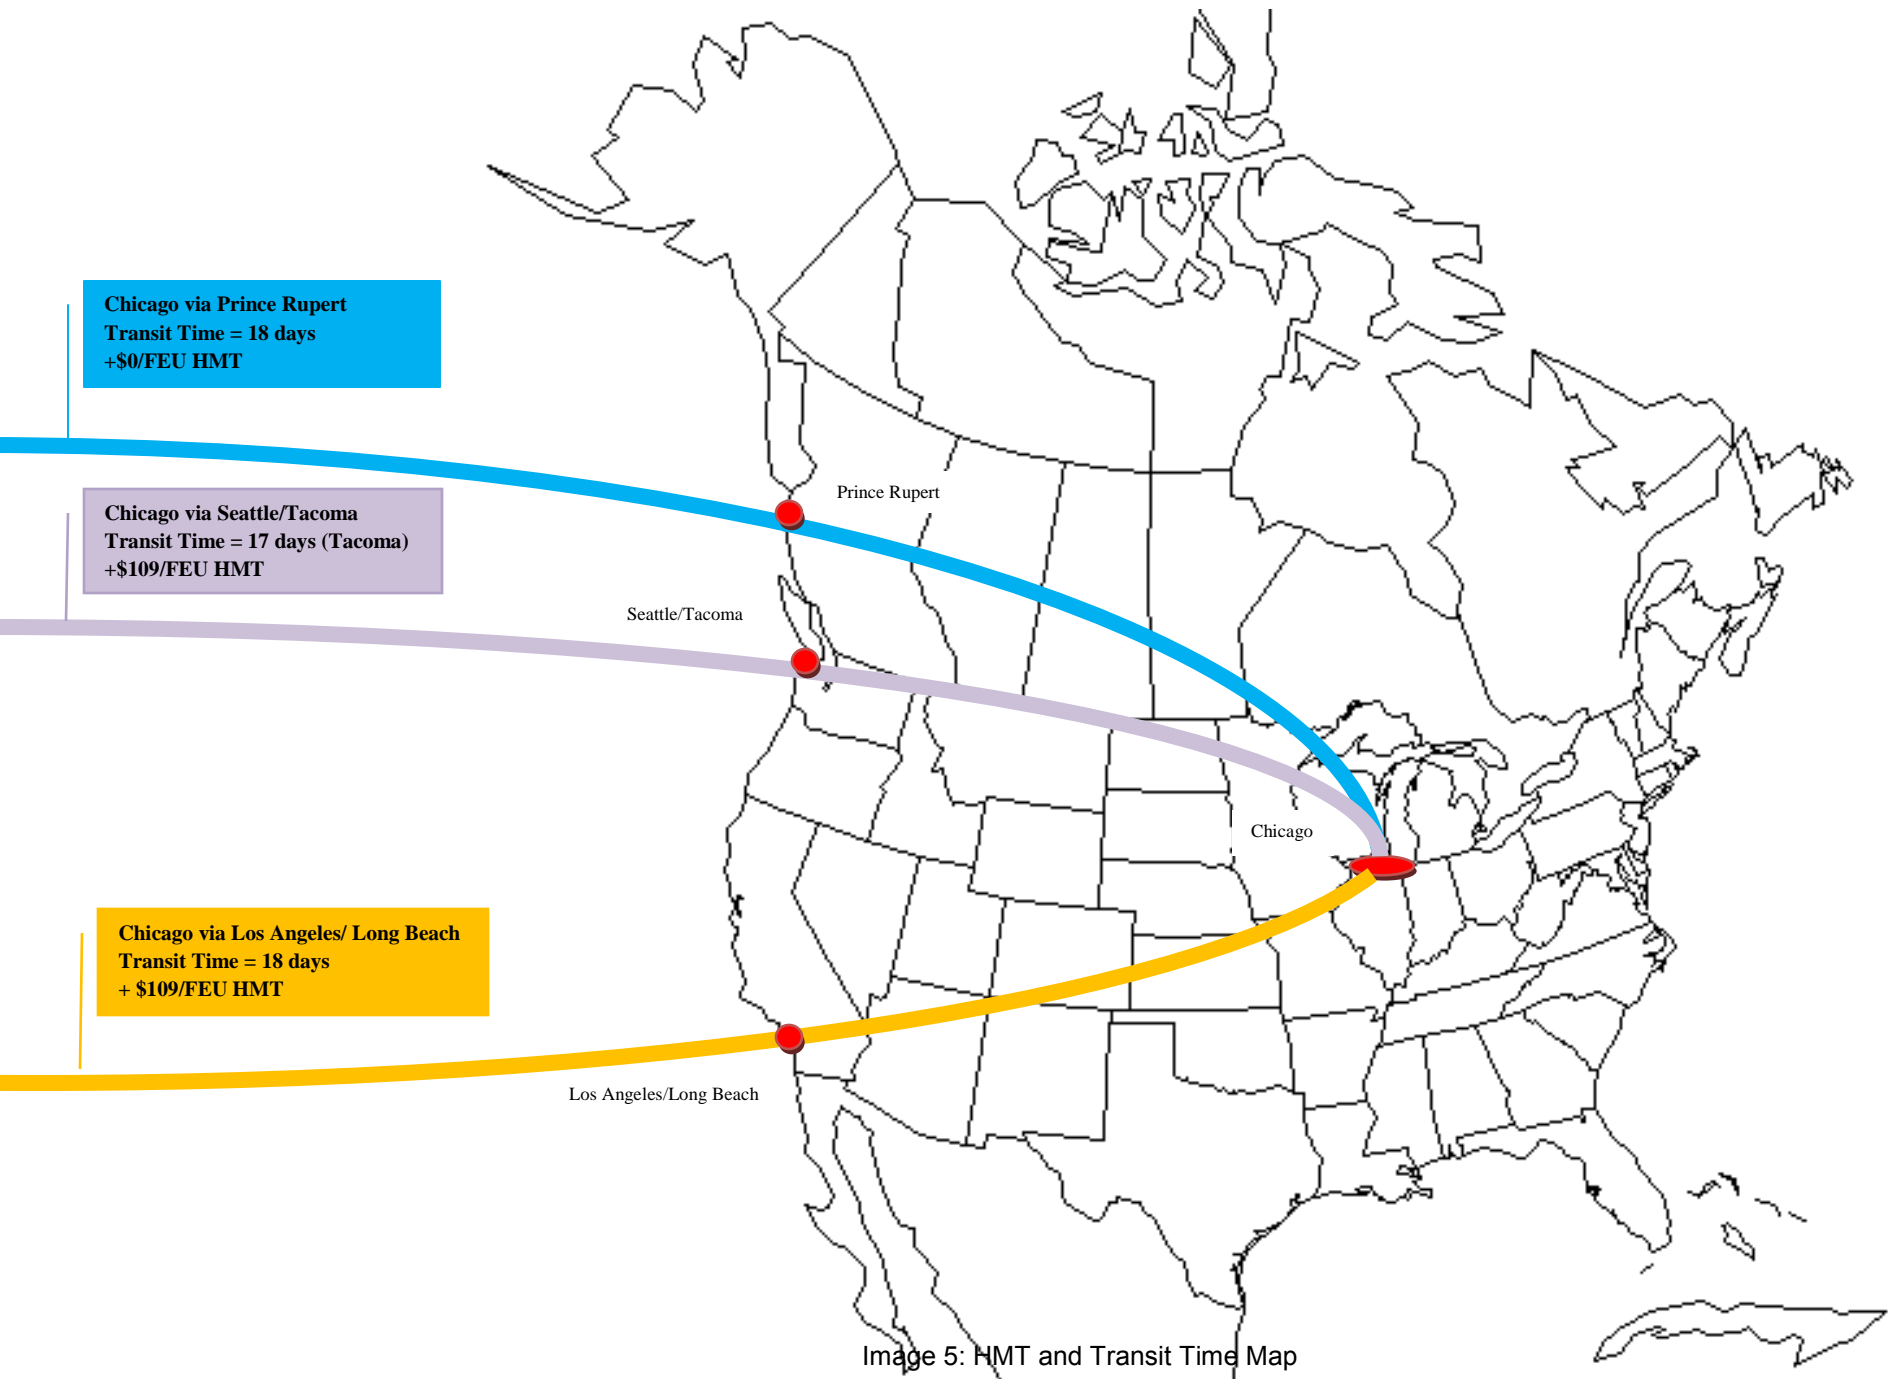 Chicago via Prince Rupert
Transit Time = 18 days
+$0/FEU HMT
Prince Rupert
Chicago via Seattle/Tacoma
Transit Time = 17 days (Tacoma)
+$109/FEU HMT
Seattle/Tacoma
Chicago
Chicago via Los Angeles/ Long Beach
Transit Time = 18 days
+ $109/FEU HMT
Los Angeles/Long Beach
Image 5: HMT and Transit Time Map